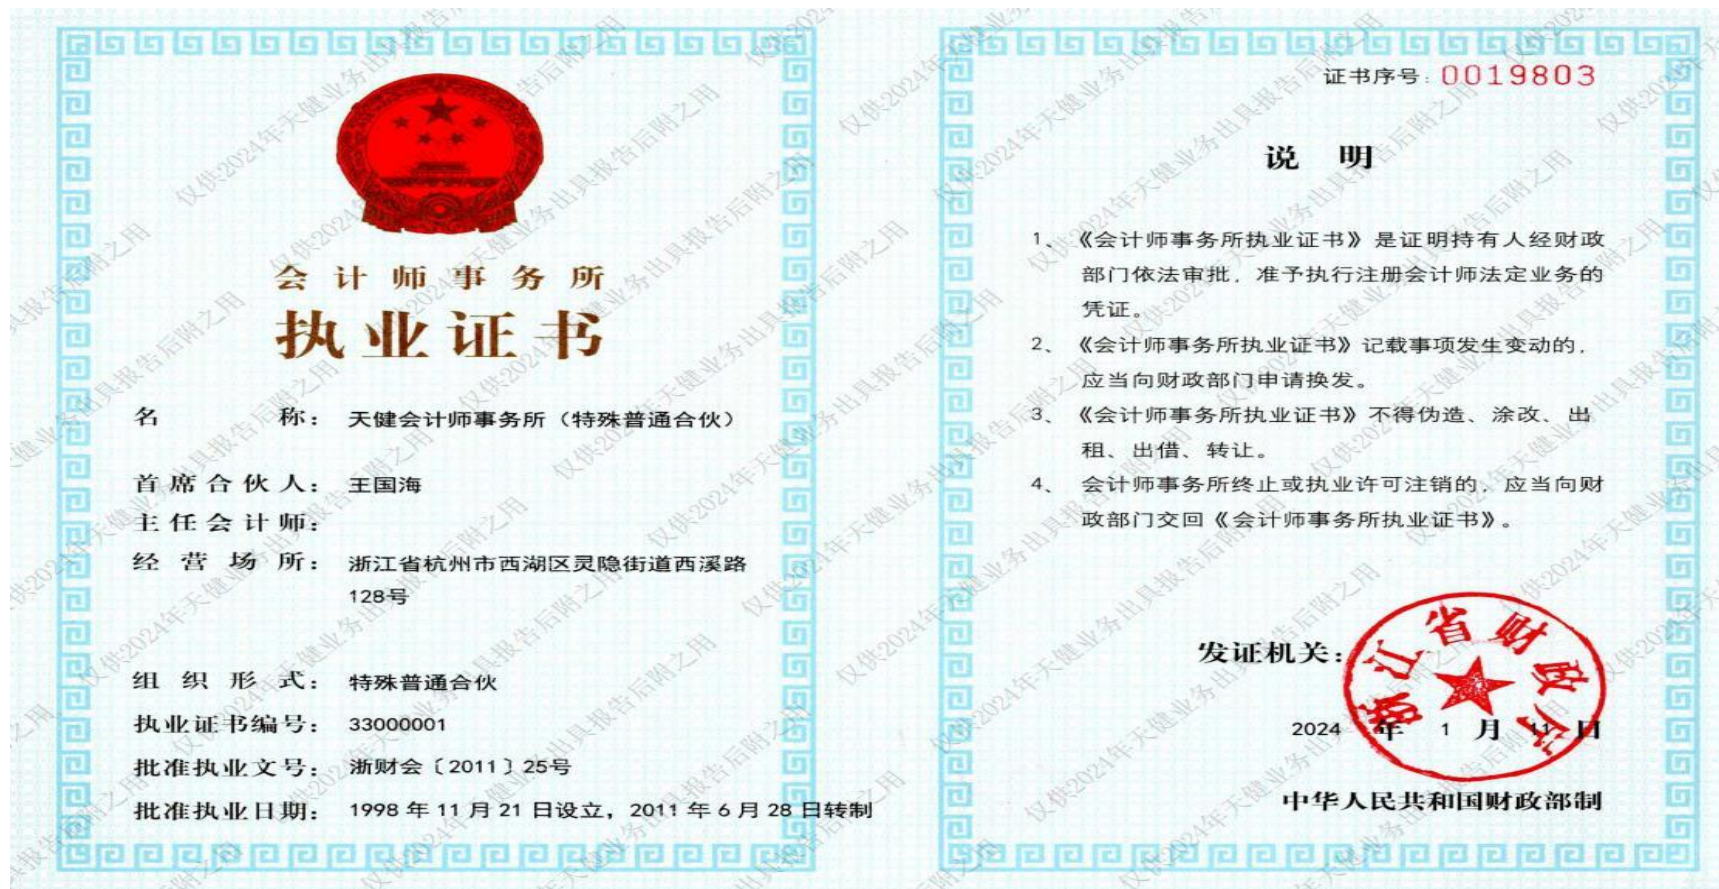 会计师事务所
执业证书
名称：天健会计师事务所（特殊普通合伙）
首席合伙人：王国海
主任会计师：
经营场所：浙江省杭州市西湖区灵隐街道西溪路
128号
组织形式：特殊普通合伙
执业证书编号：33000001
批准执业文号：浙财会〔2011〕25号
批准执业日期：1998年11月21日设立，2011年6月28日转制
证书序号：0019803
说明
1、《会计师事务所执业证书》是证明持有人经财政
部门依法审批，准予执行注册会计师法定业务的
凭证。
2、《会计师事务所执业证书》记载事项发生变动的，
应当向财政部门申请换发。
3、《会计师事务所执业证书》不得伪造、涂改、出
租、出借、转让。
4、会计师事务所终止或执业许可注销的，应当向财
政部门交回《会计师事务所执业证书》。
发证机关：
浙江省财政厅
2024年1月11日
中华人民共和国财政部制
仅供2024年天健业务出具报告后附之用